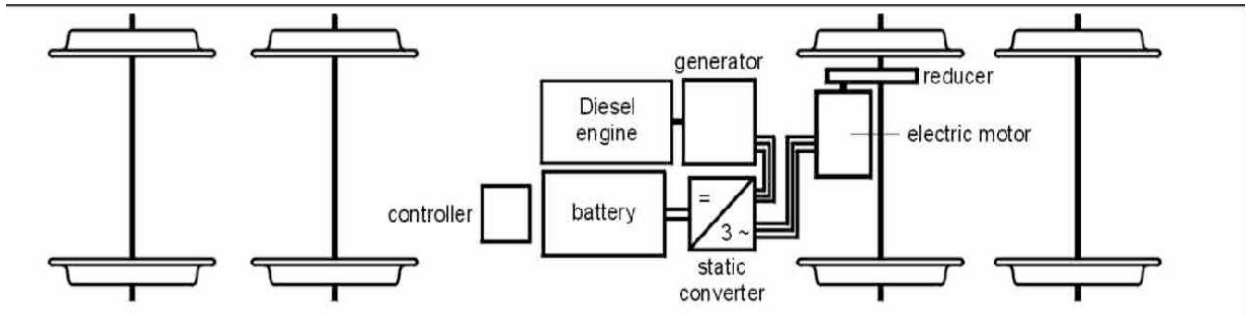 generator
reducer
Diesel
engine
electric motor
controller
battery
=
3 ~
static
converter